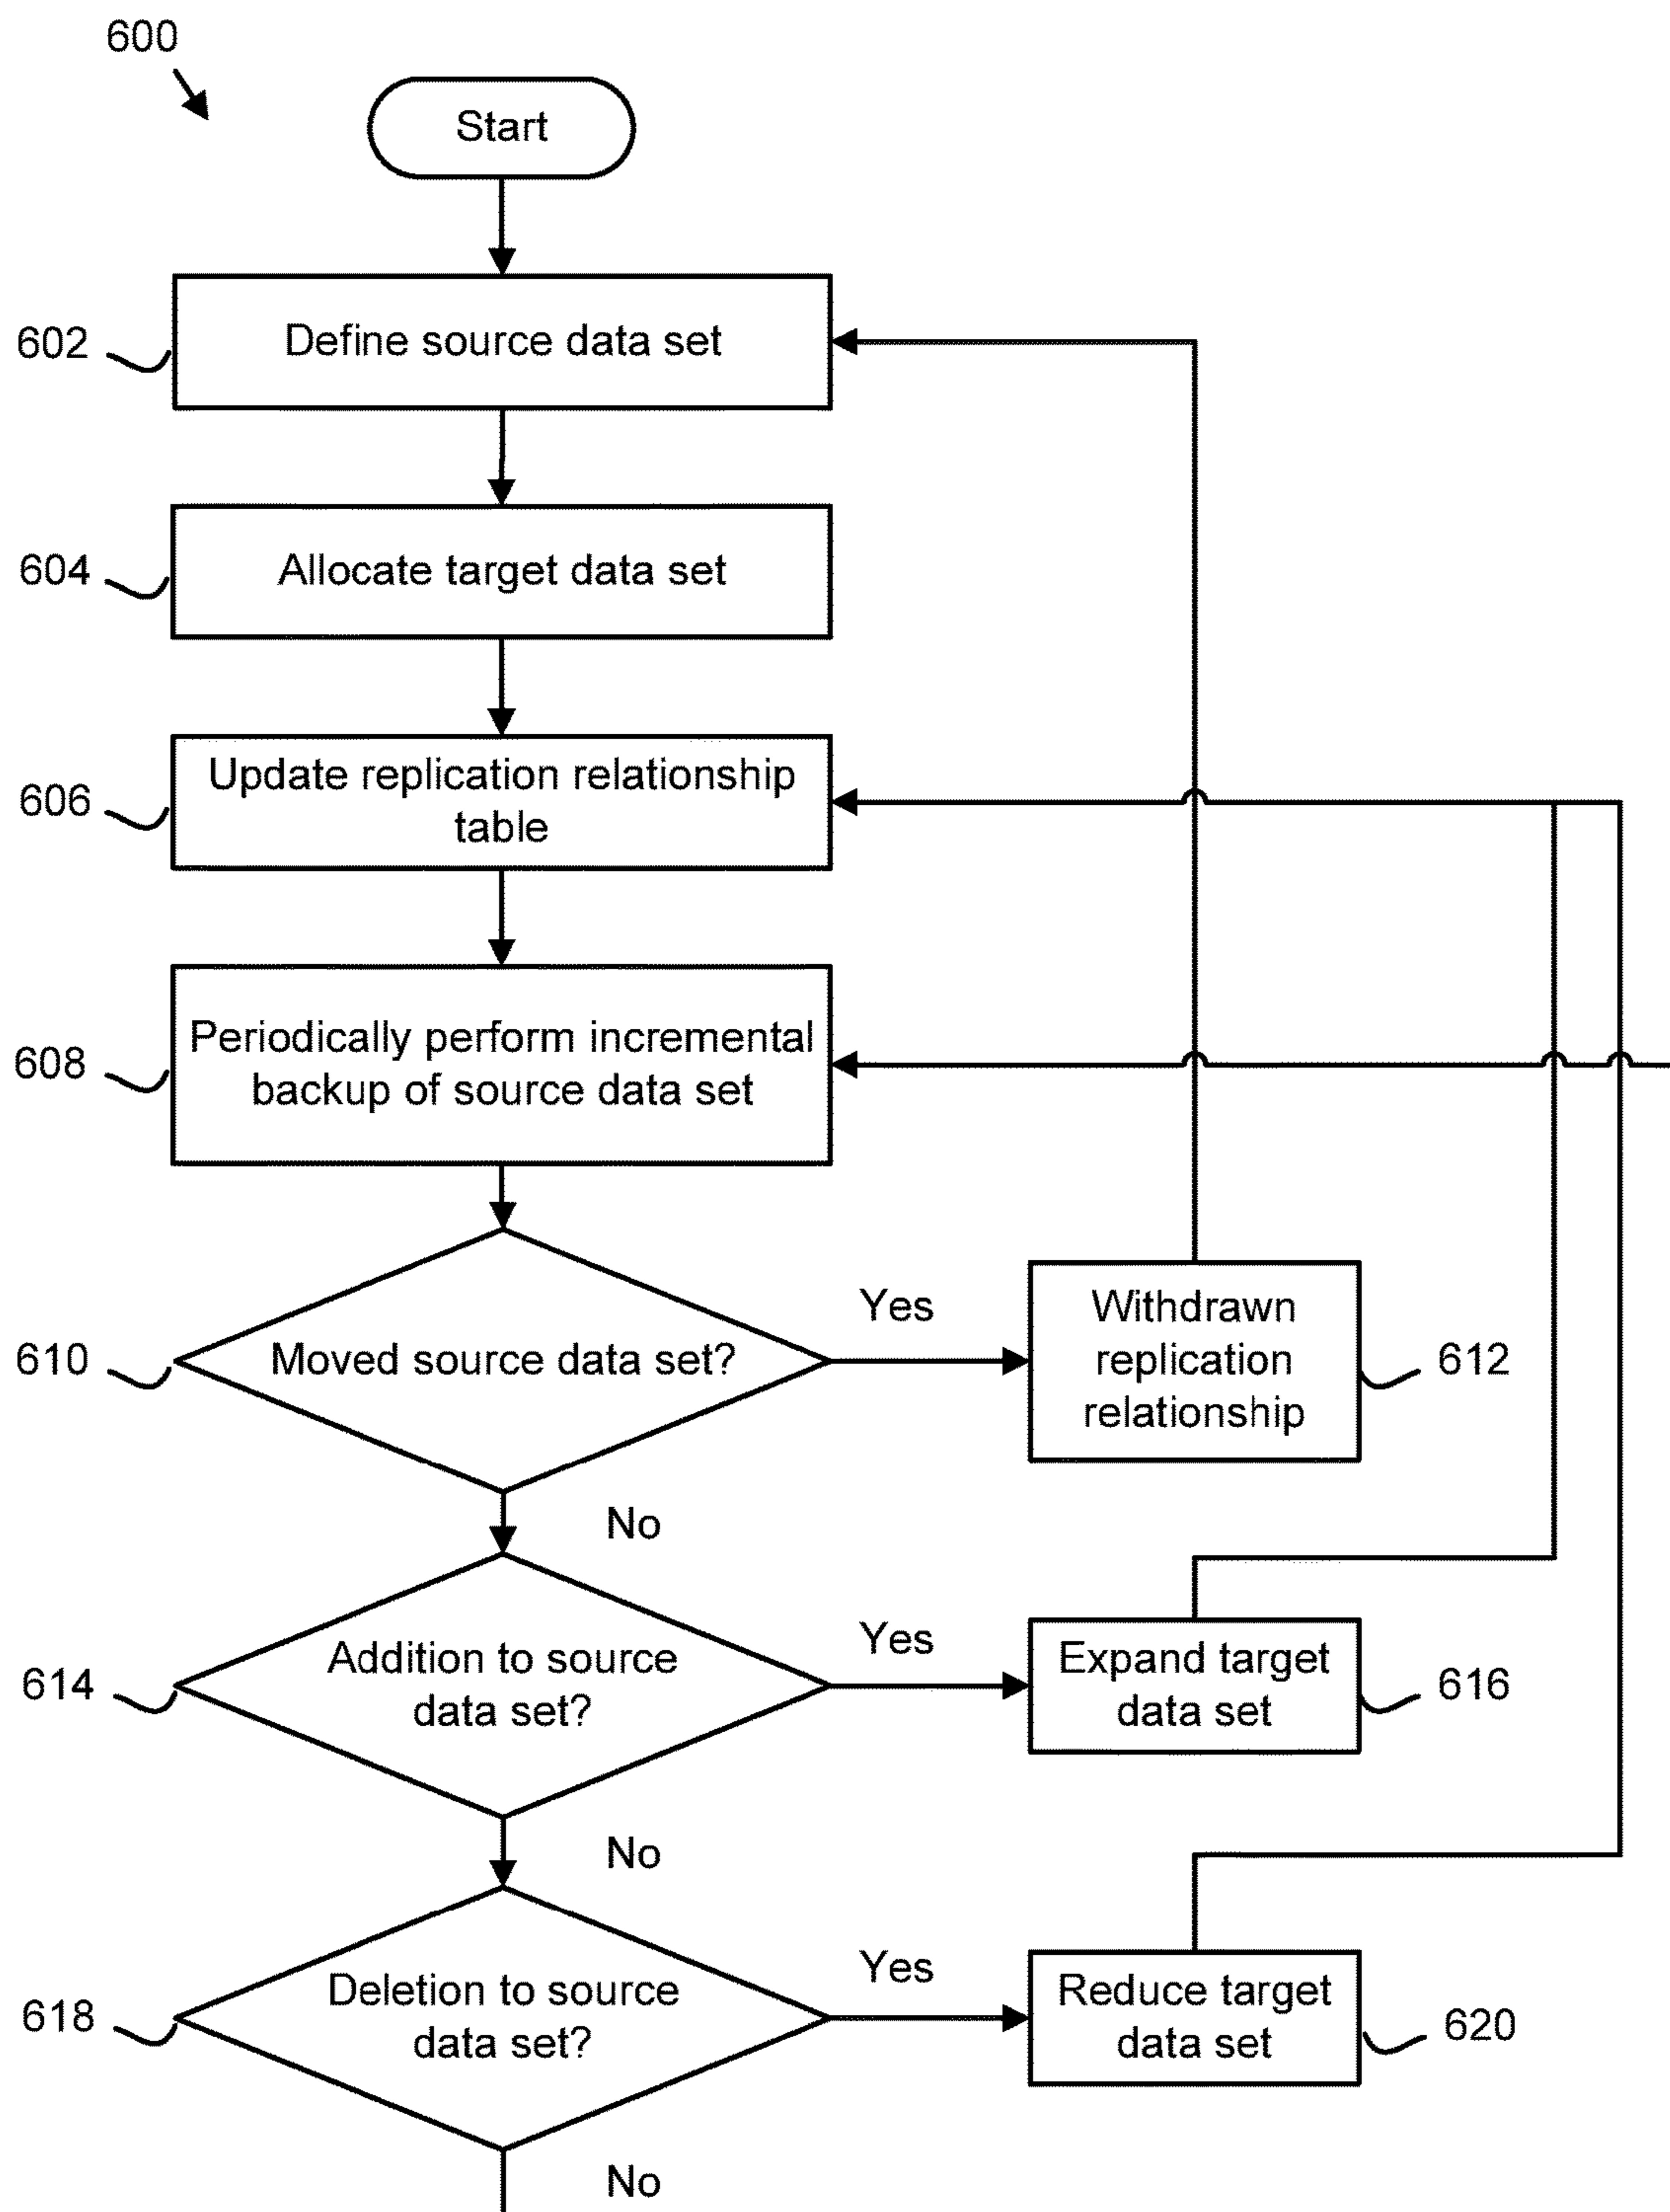 600
Start
602
Define source data set
604
Allocate target data set
606
Update replication relationship
table
608
Periodically perform incremental
backup of source data set
610
Moved source data set?
Yes
Withdrawn
replication
relationship
612
No
614
Addition to source
data set?
Yes
Expand target
data set
616
No
618
Deletion to source
data set?
Yes
Reduce target
data set
620
No